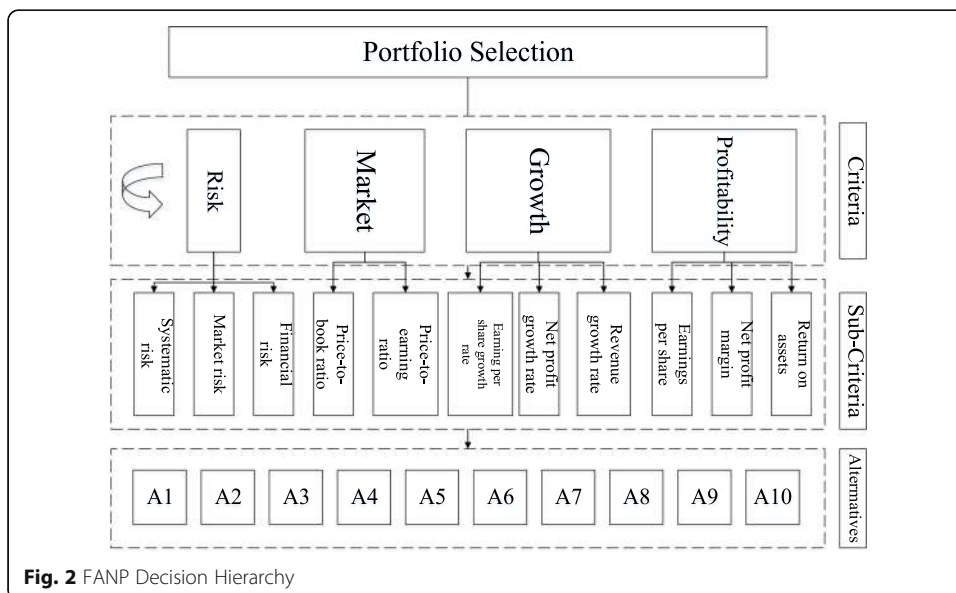 Portfolio Selection
Risk
Market
Growth
Profitability
Criteria
Systematic
risk
Market risk
Financial
risk
Price-to-
book ratio
Price-to-
earning
ratio
Earning per
share growth
rate
Net profit
growth rate
Revenue
growth rate
Earnings
per share
Net profit
margin
Return on
assets
Sub-Criteria
A1
A2
A3
A4
A5
A6
A7
A8
A9
A10
Alternatives
Fig. 2 FANP Decision Hierarchy